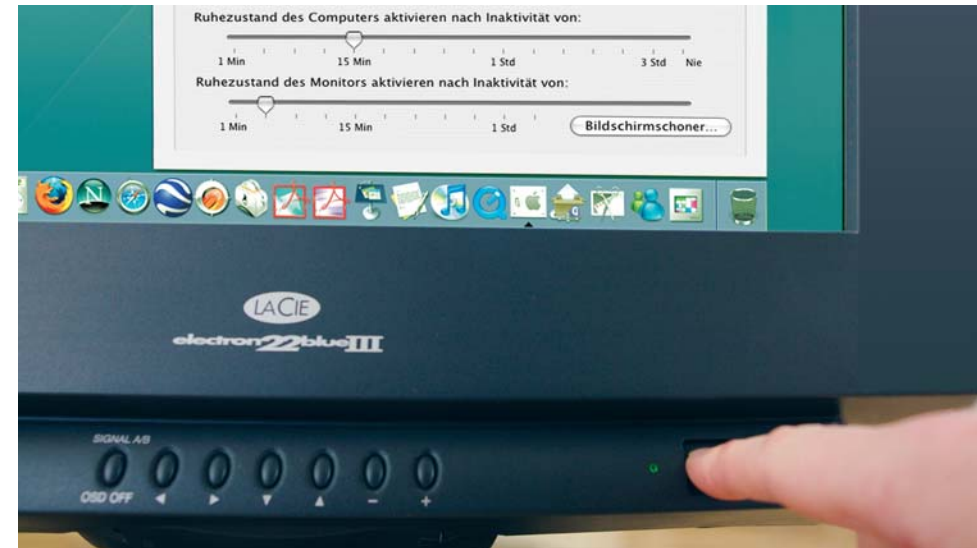 Ruhezustand des Computers aktivieren nach Inaktivität von:
1 Min 15 Min 1 Std 3 Std Nie
Ruhezustand des Monitors aktivieren nach Inaktivität von:
1 Min 15 Min 1 Std
Bildschirmschoner...
N
LACIE
electron22blueIII
SIGNAL A/B
OSD OFF ◄ ► ▼ ▲ − +